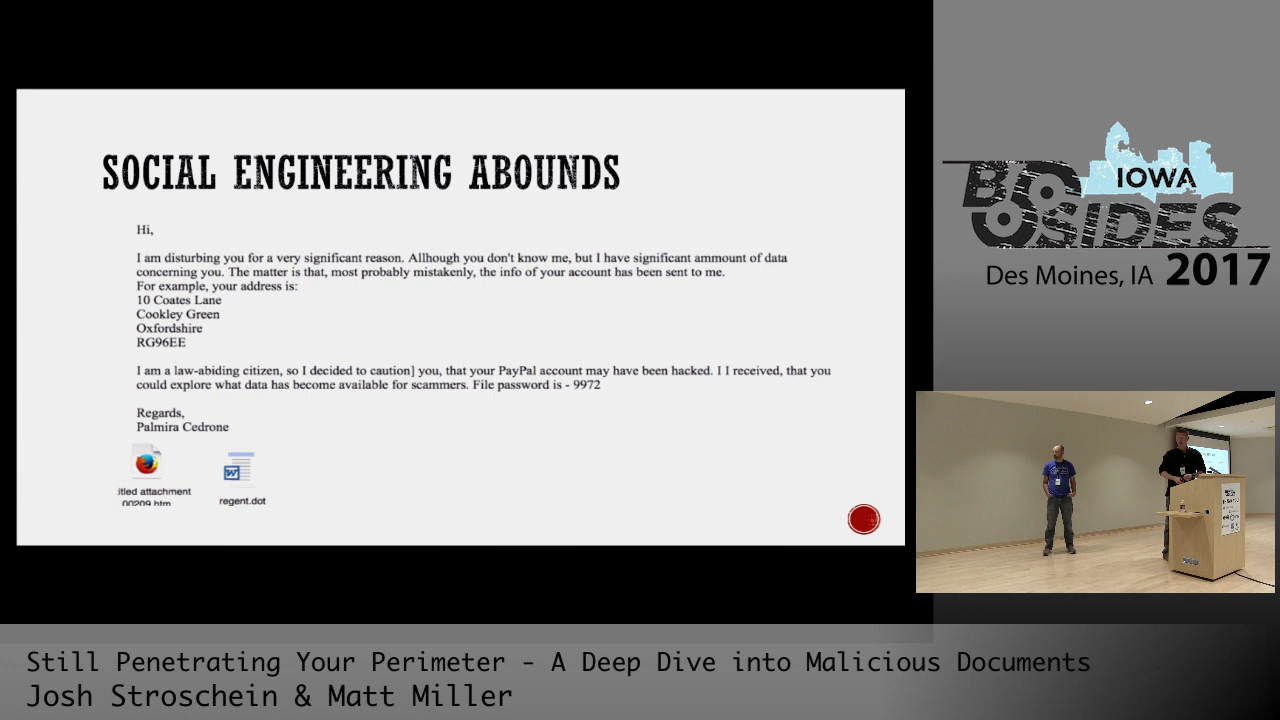 SOCIAL ENGINEERING ABOUNDS
Hi,
I am disturbing you for a very significant reason. Allhough you don't know me, but I have significant ammount of data
concerning you. The matter is that, most probably mistakenly, the info of your account has been sent to me.
For example, your address is:
10 Coates Lane
Cookley Green
Oxfordshire
RG96EE
I am a law-abiding citizen, so I decided to caution] you, that your PayPal account may have been hacked. I I received, that you
could explore what data has become available for scammers. File password is - 9972
Regards,
Palmira Cedrone
itled attachment
00209.htm
regent.dot
BSIDES
IOWA
Des Moines, IA 2017
Still Penetrating Your Perimeter - A Deep Dive into Malicious Documents
Josh Stroschein & Matt Miller